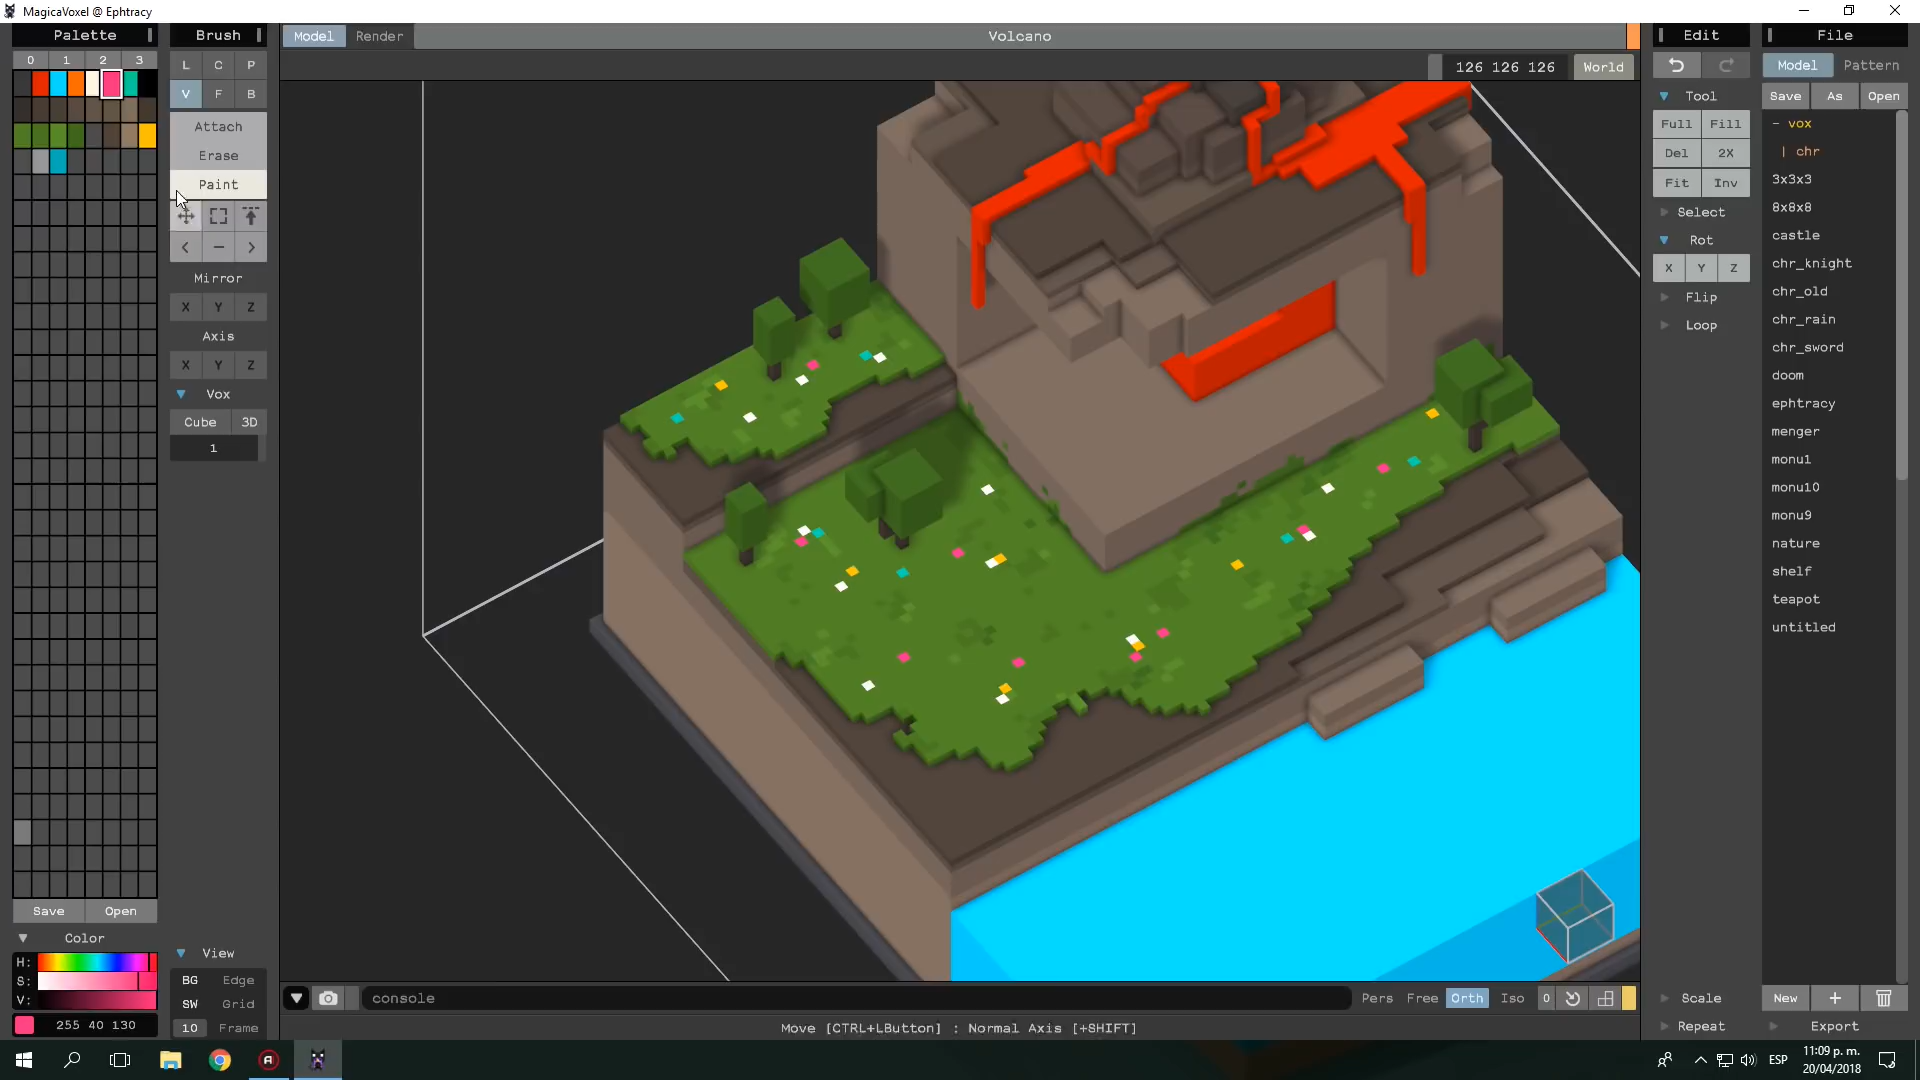 MagicaVoxel @ Ephtracy
Palette
Brush
Model Render
Volcano
Edit
File
0 1 2 3
L C P
126 126 126 World
Model Pattern
V F B
Tool
Save As Open
Attach
Full Fill
- vox
Erase
Del 2X
| chr
Paint
Fit Inv
3x3x3
Select
8x8x8
< - >
Rot
castle
Mirror
X Y Z
chr_knight
X Y Z
Flip
chr_old
Axis
Loop
chr_rain
X Y Z
chr_sword
Vox
doom
Cube 3D
ephtracy
1
menger
monu1
monu10
monu9
nature
shelf
teapot
untitled
Save Open
Color
View
H:
BG Edge
S:
SW Grid
console
Pers Free Orth Iso 0
Scale
New +
V:
255 40 130
10 Frame
Move [CTRL+LButton] : Normal Axis [+SHIFT]
Repeat
Export
ESP
11:09 p. m.
20/04/2018